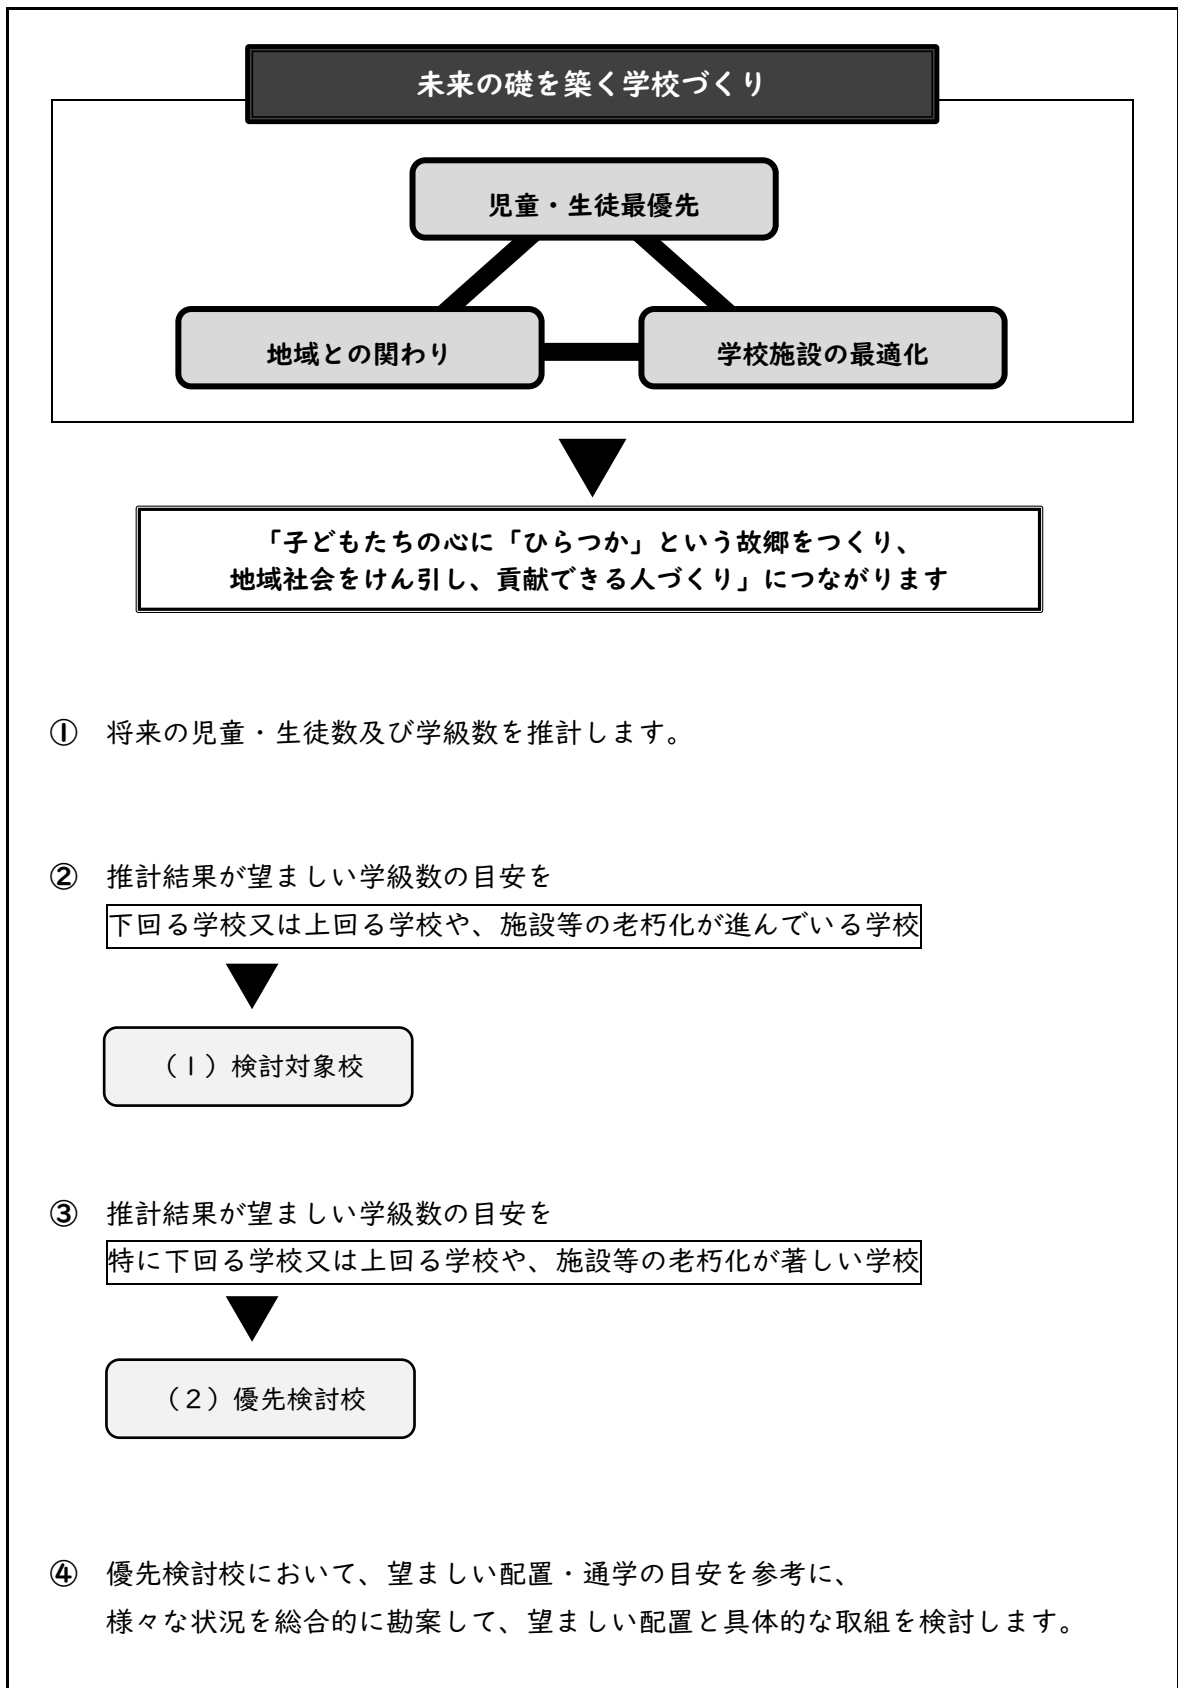 未来の礎を築く学校づくり
児童・生徒最優先
地域との関わり
学校施設の最適化
「子どもたちの心に「ひらつか」という故郷をつくり、
地域社会をけん引し、貢献できる人づくり」につながります
① 将来の児童・生徒数及び学級数を推計します。
② 推計結果が望ましい学級数の目安を
下回る学校又は上回る学校や、施設等の老朽化が進んでいる学校
（１）検討対象校
③ 推計結果が望ましい学級数の目安を
特に下回る学校又は上回る学校や、施設等の老朽化が著しい学校
（２）優先検討校
④ 優先検討校において、望ましい配置・通学の目安を参考に、
様々な状況を総合的に勘案して、望ましい配置と具体的な取組を検討します。